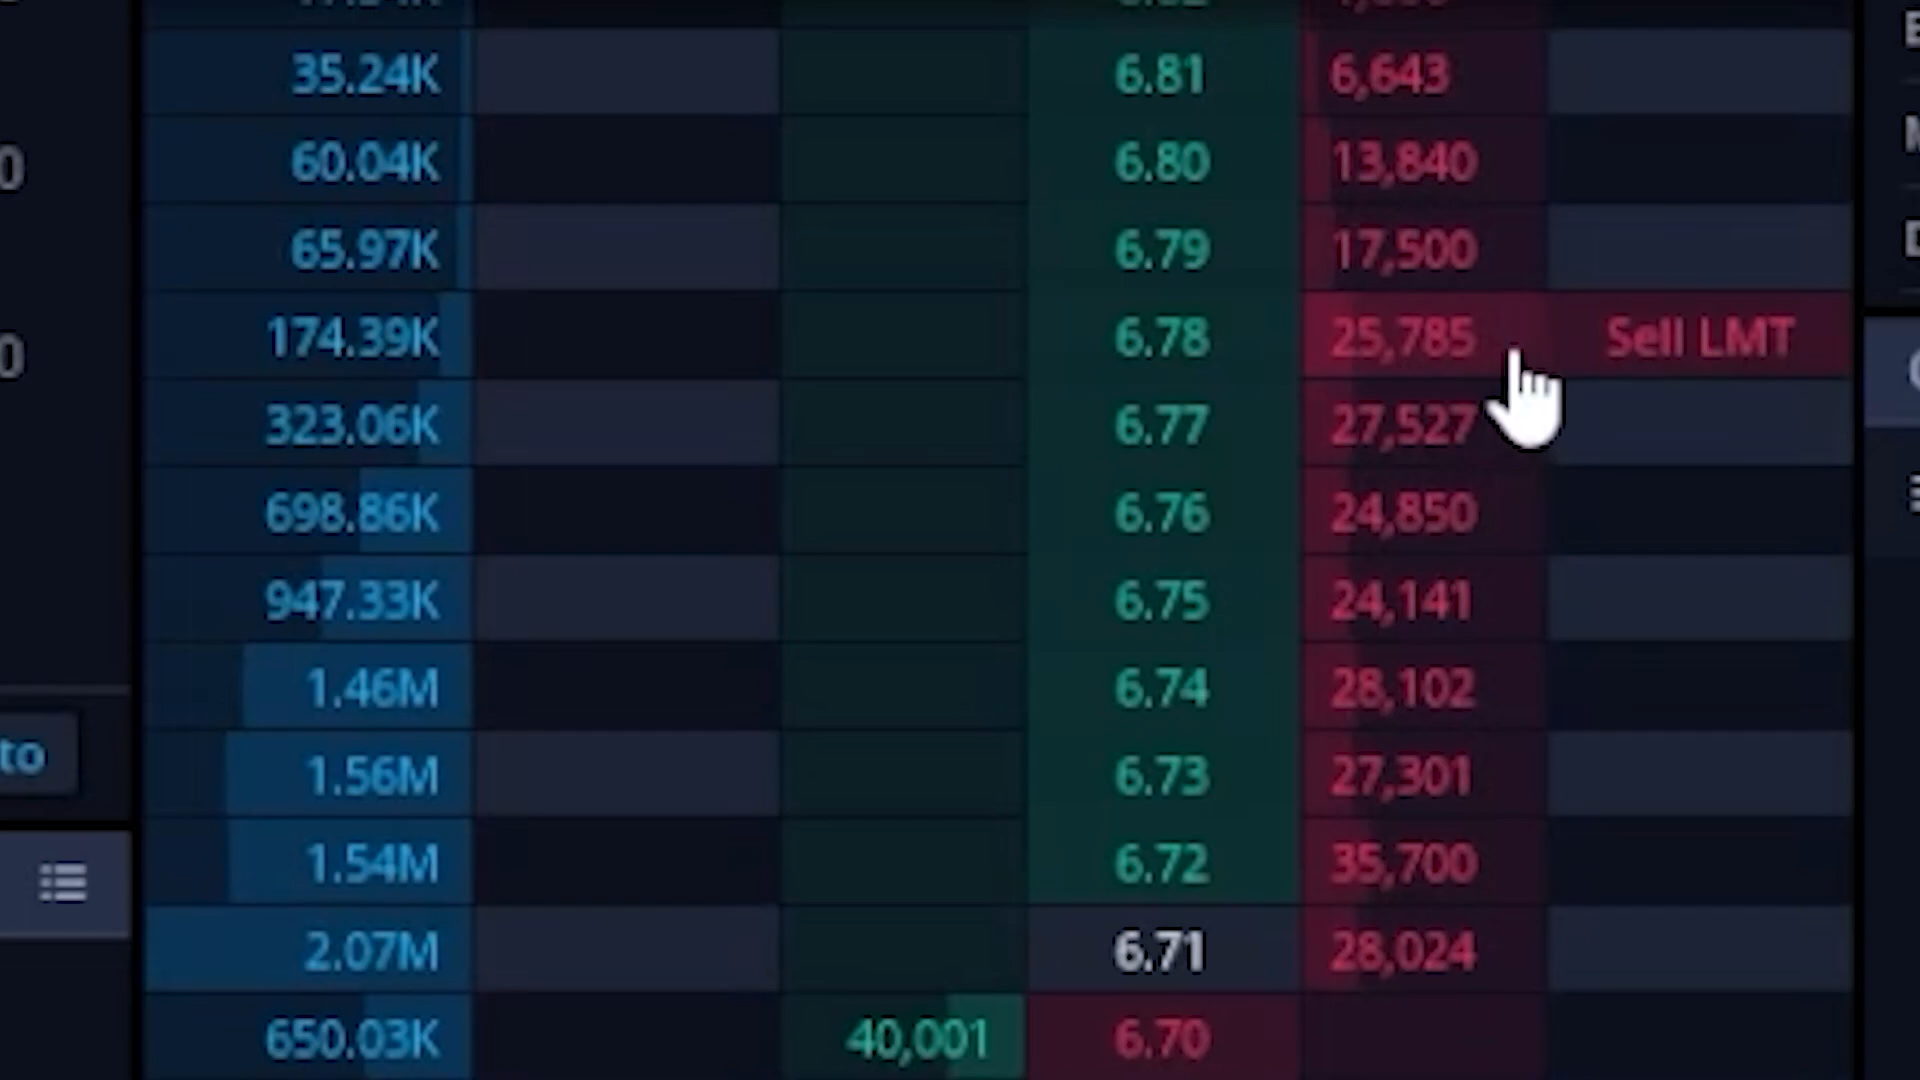 35.24K 6.81 6,643
0 60.04K 6.80 13,840
65.97K 6.79 17,500
0 174.39K 6.78 25,785 Sell LMT
323.06K 6.77 27,527
698.86K 6.76 24,850
947.33K 6.75 24,141
1.46M 6.74 28,102
to 1.56M 6.73 27,301
1.54M 6.72 35,700
2.07M 6.71 28,024
650.03K 40,001 6.70